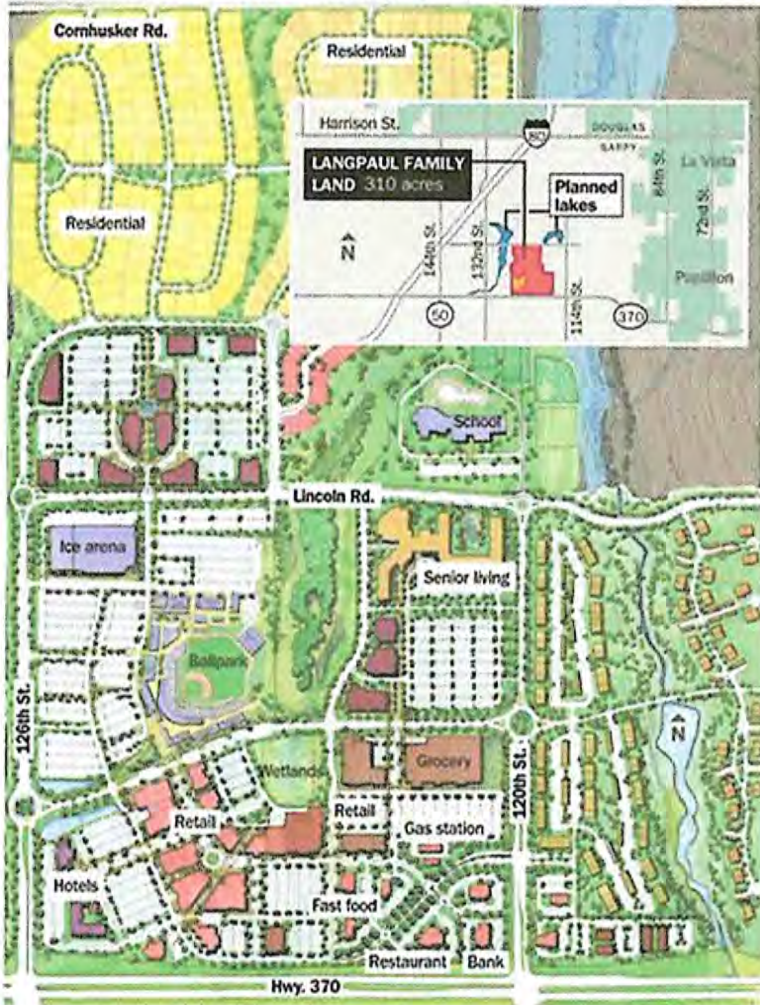 Cornhusker Rd.
Residential
Harrison St.
80
DOUGLAS
SARPY
LANGPAUL FAMILY
LAND 310 acres
Planned
lakes
La Vista
84th St.
72nd St.
N
144th St.
132nd St.
Papillion
114th St.
50
370
Residential
School
Lincoln Rd.
Ice arena
Senior living
Ballpark
126th St.
N
Wetlands
Grocery
120th St.
Retail
Retail
Gas station
Hotels
Fast food
Restaurant
Bank
Hwy. 370